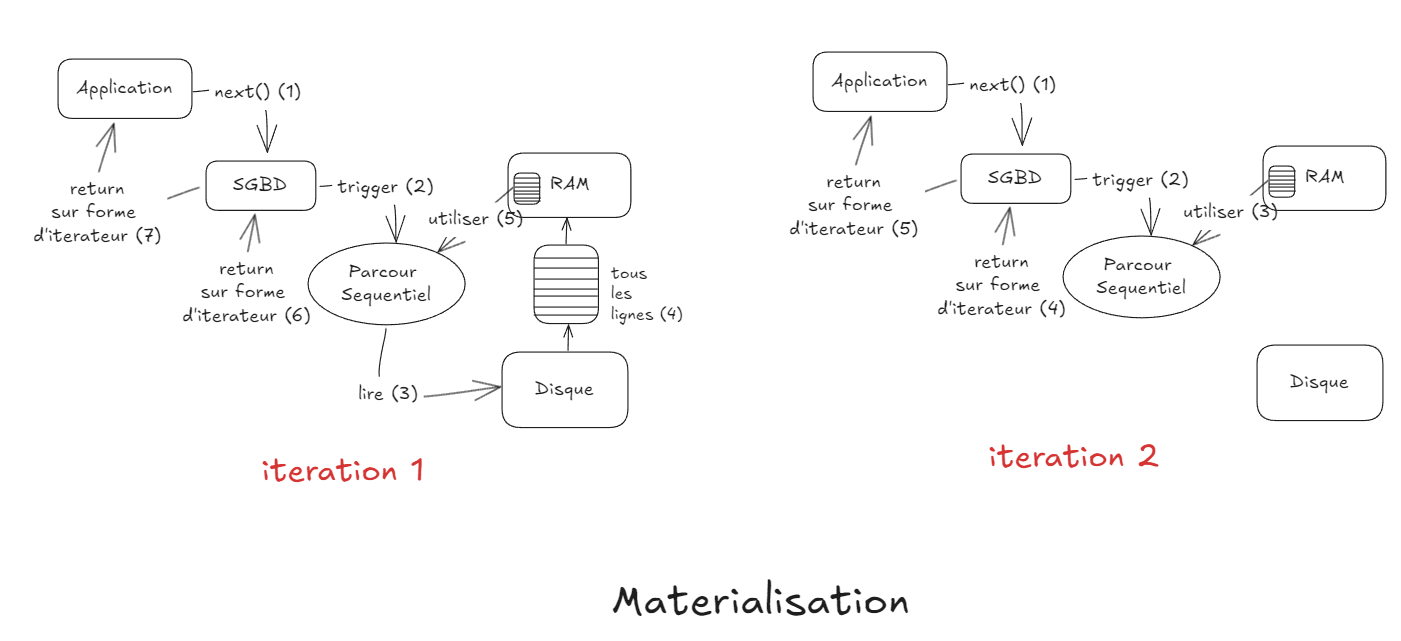 Application
next() (1)
SGBD
trigger (2)
RAM
return
sur forme
d'iterateur (7)
utiliser (5)
return
sur forme
d'iterateur (6)
Parcour
Sequentiel
tous
les
lignes (4)
lire (3)
Disque
iteration 1
Application
next() (1)
SGBD
trigger (2)
RAM
return
sur forme
d'iterateur (5)
utiliser (3)
return
sur forme
d'iterateur (4)
Parcour
Sequentiel
Disque
iteration 2
Materialisation